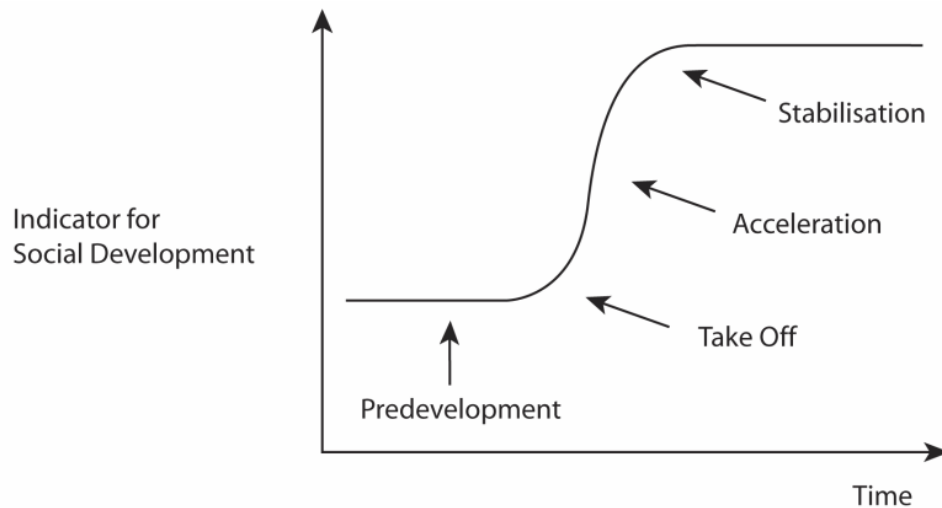 Stabilisation
Indicator for
Social Development
Acceleration
Take Off
Predevelopment
Time